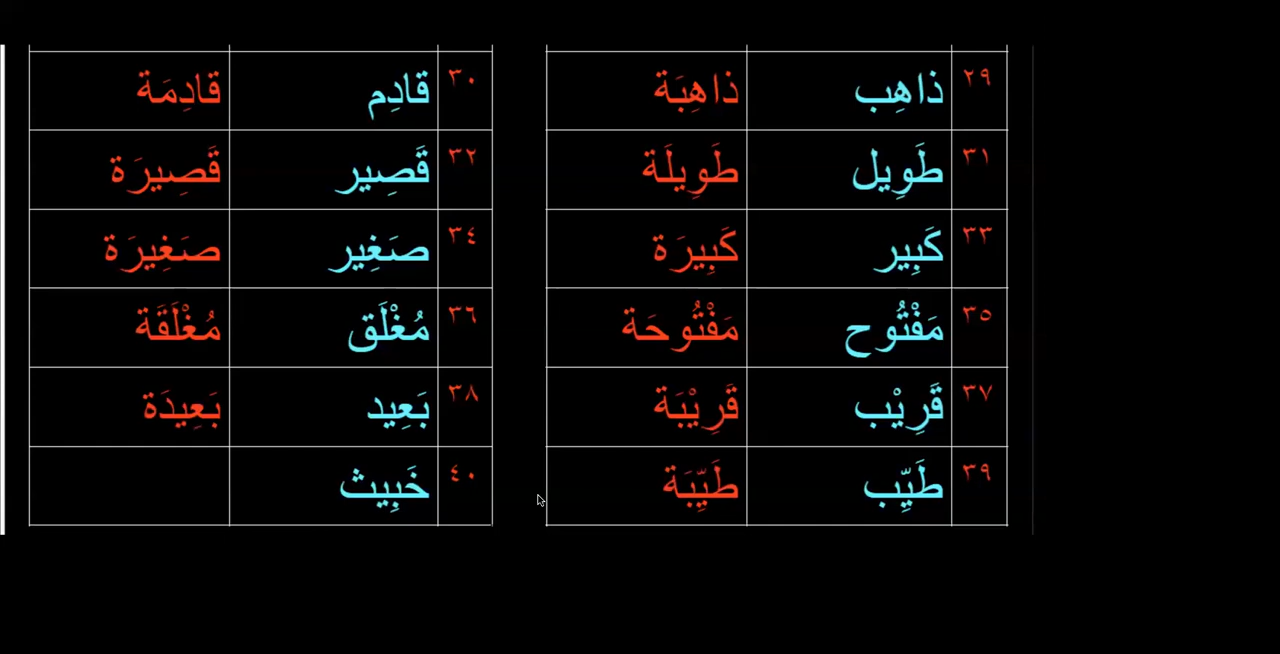 ٢٩ ذاهِب ذاهِبَة ٣٠ قادِم قادِمَة
٣١ طَوِيل طَوِيلَة ٣٢ قَصِير قَصِيرَة
٣٣ كَبِير كَبِيرَة ٣٤ صَغِير صَغِيرَة
٣٥ مَفْتُوح مَفْتُوحَة ٣٦ مُغْلَق مُغْلَقَة
٣٧ قَرِيْب قَرِيْبَة ٣٨ بَعِيد بَعِيدَة
٣٩ طَيِّب طَيِّبَة ٤٠ خَبِيث